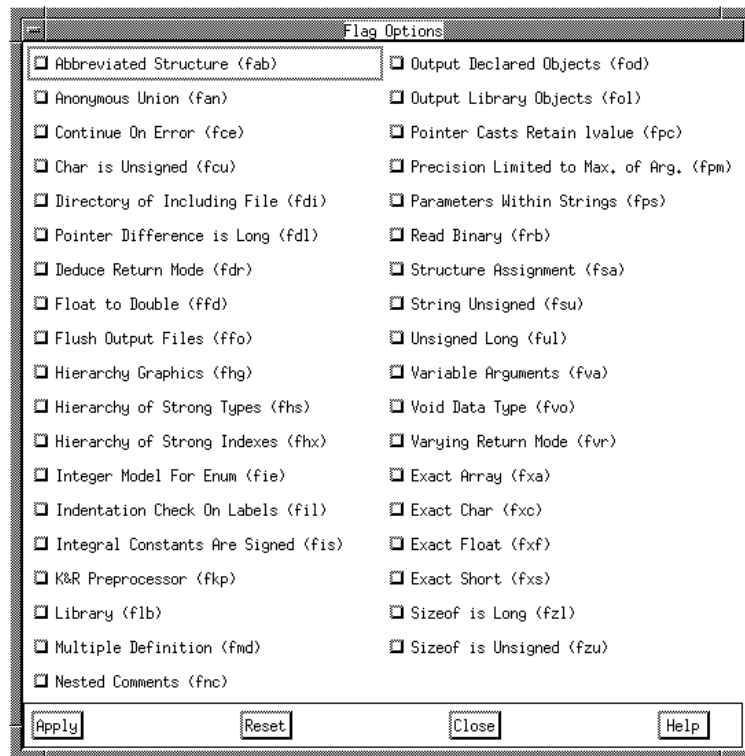 Flag Options
Abbreviated Structure (fab)
Anonymous Union (fan)
Continue On Error (fce)
Char is Unsigned (fcu)
Directory of Including File (fdi)
Pointer Difference is Long (fdl)
Deduce Return Mode (fdr)
Float to Double (ffd)
Flush Output Files (ffo)
Hierarchy Graphics (fhg)
Hierarchy of Strong Types (fhs)
Hierarchy of Strong Indexes (fhx)
Integer Model For Enum (fie)
Indentation Check On Labels (fil)
Integral Constants Are Signed (fis)
K&R Preprocessor (fkp)
Library (flb)
Multiple Definition (fmd)
Nested Comments (fnc)
Output Declared Objects (fod)
Output Library Objects (fol)
Pointer Casts Retain lvalue (fpc)
Precision Limited to Max. of Arg. (fpm)
Parameters Within Strings (fps)
Read Binary (frb)
Structure Assignment (fsa)
String Unsigned (fsu)
Unsigned Long (ful)
Variable Arguments (fva)
Void Data Type (fvo)
Varying Return Mode (fvr)
Exact Array (fxa)
Exact Char (fxc)
Exact Float (fxf)
Exact Short (fxs)
Sizeof is Long (fzl)
Sizeof is Unsigned (fzu)
Apply
Reset
Close
Help